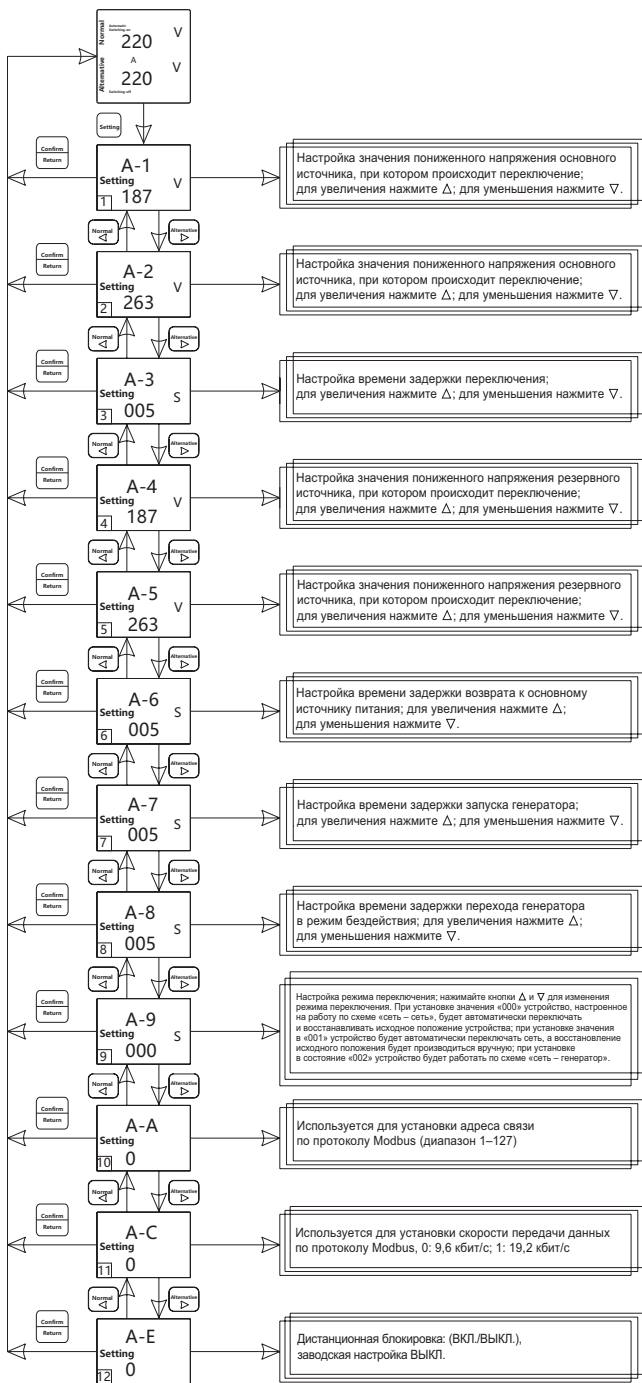 Normal
Automatic
Switching-on
220 V
A
Alternative
220 V
Switching-off
Setting
Confirm
Return
A-1
Setting
V
1
187
Настройка значения пониженного напряжения основного
источника, при котором происходит переключение;
для увеличения нажмите △; для уменьшения нажмите ▽.
Normal
Alternative
Confirm
Return
A-2
Setting
V
2
263
Настройка значения пониженного напряжения основного
источника, при котором происходит переключение;
для увеличения нажмите △; для уменьшения нажмите ▽.
Normal
Alternative
Confirm
Return
A-3
Setting
S
3
005
Настройка времени задержки переключения;
для увеличения нажмите △; для уменьшения нажмите ▽.
Normal
Alternative
Confirm
Return
A-4
Setting
V
4
187
Настройка значения пониженного напряжения резервного
источника, при котором происходит переключение;
для увеличения нажмите △; для уменьшения нажмите ▽.
Normal
Alternative
Confirm
Return
A-5
Setting
V
5
263
Настройка значения пониженного напряжения резервного
источника, при котором происходит переключение;
для увеличения нажмите △; для уменьшения нажмите ▽.
Normal
Alternative
Confirm
Return
A-6
Setting
S
6
005
Настройка времени задержки возврата к основному
источнику питания; для увеличения нажмите △;
для уменьшения нажмите ▽.
Normal
Alternative
Confirm
Return
A-7
Setting
S
7
005
Настройка времени задержки запуска генератора;
для увеличения нажмите △; для уменьшения нажмите ▽.
Normal
Alternative
Confirm
Return
A-8
Setting
S
8
005
Настройка времени задержки перехода генератора
в режим бездействия; для увеличения нажмите △;
для уменьшения нажмите ▽.
Normal
Alternative
Confirm
Return
A-9
Setting
S
9
000
Настройка режима переключения; нажимайте кнопки △ и ▽ для изменения
режима переключения. При установке значения «000» устройство, настроенное
на работу по схеме «сеть – сеть», будет автоматически переключать
и восстанавливать исходное положение устройства; при установке значения
в «001» устройство будет автоматически переключать сеть, а восстановление
исходного положения будет производиться вручную; при установке
в состояние «002» устройство будет работать по схеме «сеть – генератор».
Normal
Alternative
Confirm
Return
A-A
Setting
10
0
Используется для установки адреса связи
по протоколу Modbus (диапазон 1–127)
Normal
Alternative
Confirm
Return
A-C
Setting
11
0
Используется для установки скорости передачи данных
по протоколу Modbus, 0: 9,6 кбит/с; 1: 19,2 кбит/с
Normal
Alternative
Confirm
Return
A-E
Setting
12
0
Дистанционная блокировка: (ВКЛ./ВЫКЛ.),
заводская настройка ВЫКЛ.